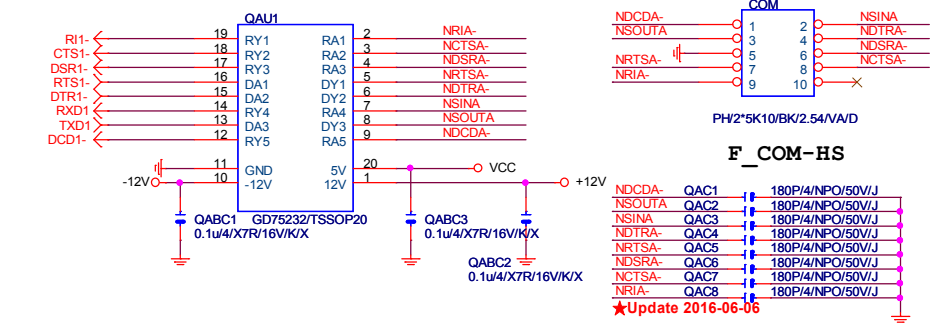 QAU1
RI1- 19 RY1 RA1 2 NRIA-
CTS1- 18 RY2 RA2 3 NCTSA-
DSR1- 17 RY3 RA3 4 NDSRA-
RTS1- 16 DA1 DY1 5 NRTSA-
DTR1- 15 DA2 DY2 6 NDTRA-
RXD1 14 RY4 RA4 7 NSINA
TXD1 13 DA3 DY3 8 NSOUTA
DCD1- 12 RY5 RA5 9 NDCDA-
11 GND 5V 20 VCC
-12V 10 -12V 12V 1 +12V
QABC1 GD75232/TSSOP20 QABC3
0.1u/4/X7R/16V/K/X 0.1u/4/X7R/16V/K/X
QABC2
0.1u/4/X7R/16V/K/X
COM
NDCDA- 1 2 NSINA
NSOUTA 3 4 NDTRA-
5 6 NDSRA-
NRTSA- 7 8 NCTSA-
NRIA- 9 10
PH/2*5K10/BK/2.54/VA/D
F_COM-HS
NDCDA- QAC1 180P/4/NPO/50V/J
NSOUTA QAC2 180P/4/NPO/50V/J
NSINA QAC3 180P/4/NPO/50V/J
NDTRA- QAC4 180P/4/NPO/50V/J
NRTSA- QAC5 180P/4/NPO/50V/J
NDSRA- QAC6 180P/4/NPO/50V/J
NCTSA- QAC7 180P/4/NPO/50V/J
NRIA- QAC8 180P/4/NPO/50V/J
★Update 2016-06-06